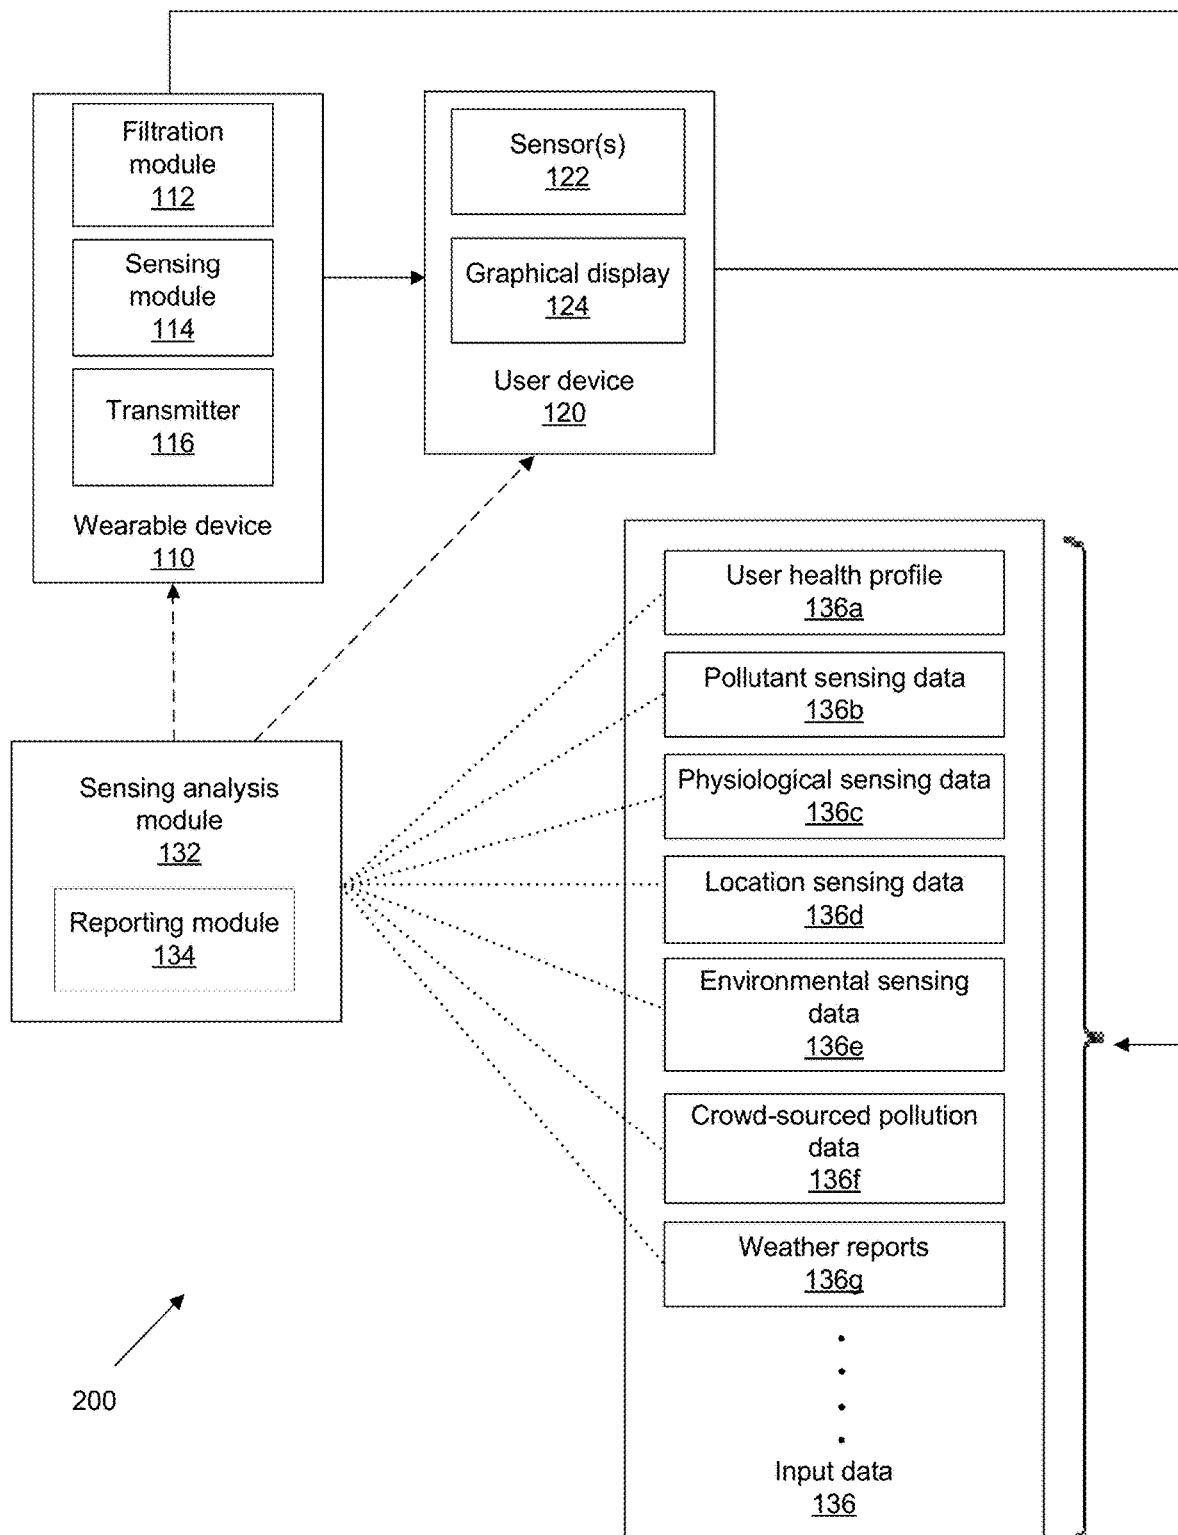 Filtration
module
112
Sensing
module
114
Transmitter
116
Wearable device
110
Sensor(s)
122
Graphical display
124
User device
120
Sensing analysis
module
132
Reporting module
134
User health profile
136a
Pollutant sensing data
136b
Physiological sensing data
136c
Location sensing data
136d
Environmental sensing
data
136e
Crowd-sourced pollution
data
136f
Weather reports
136g
Input data
136
200